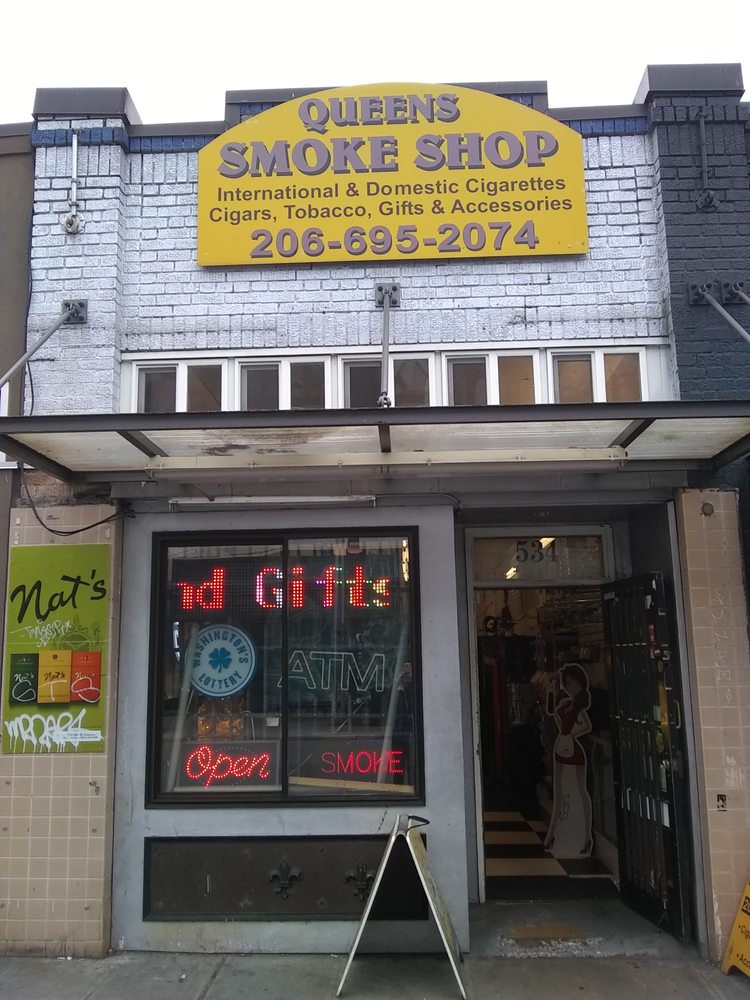 QUEENS
SMOKE SHOP
International & Domestic Cigarettes
Cigars, Tobacco, Gifts & Accessories
206-695-2074
534
Nat's
nd Gifts
WASHINGTON'S
LOTTERY
ATM
Open
SMOKE